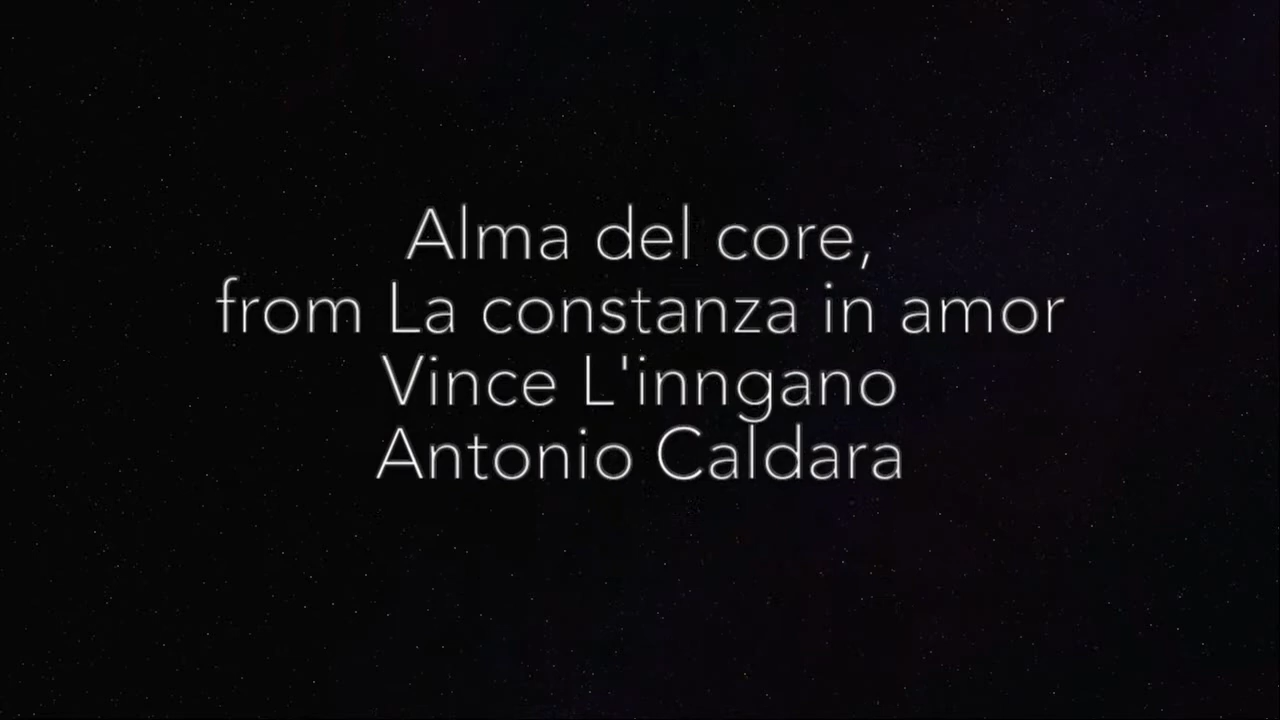 Alma del core,
from La constanza in amor
Vince L'inngano
Antonio Caldara